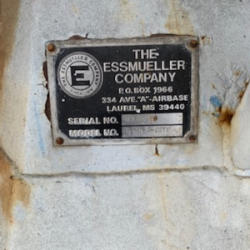 THE
ESSMUELLER
COMPANY
P.O. BOX 1966
334 AVE. "A"-AIRBASE
LAUREL, MS 39440
SERIAL NO.
MODEL NO.